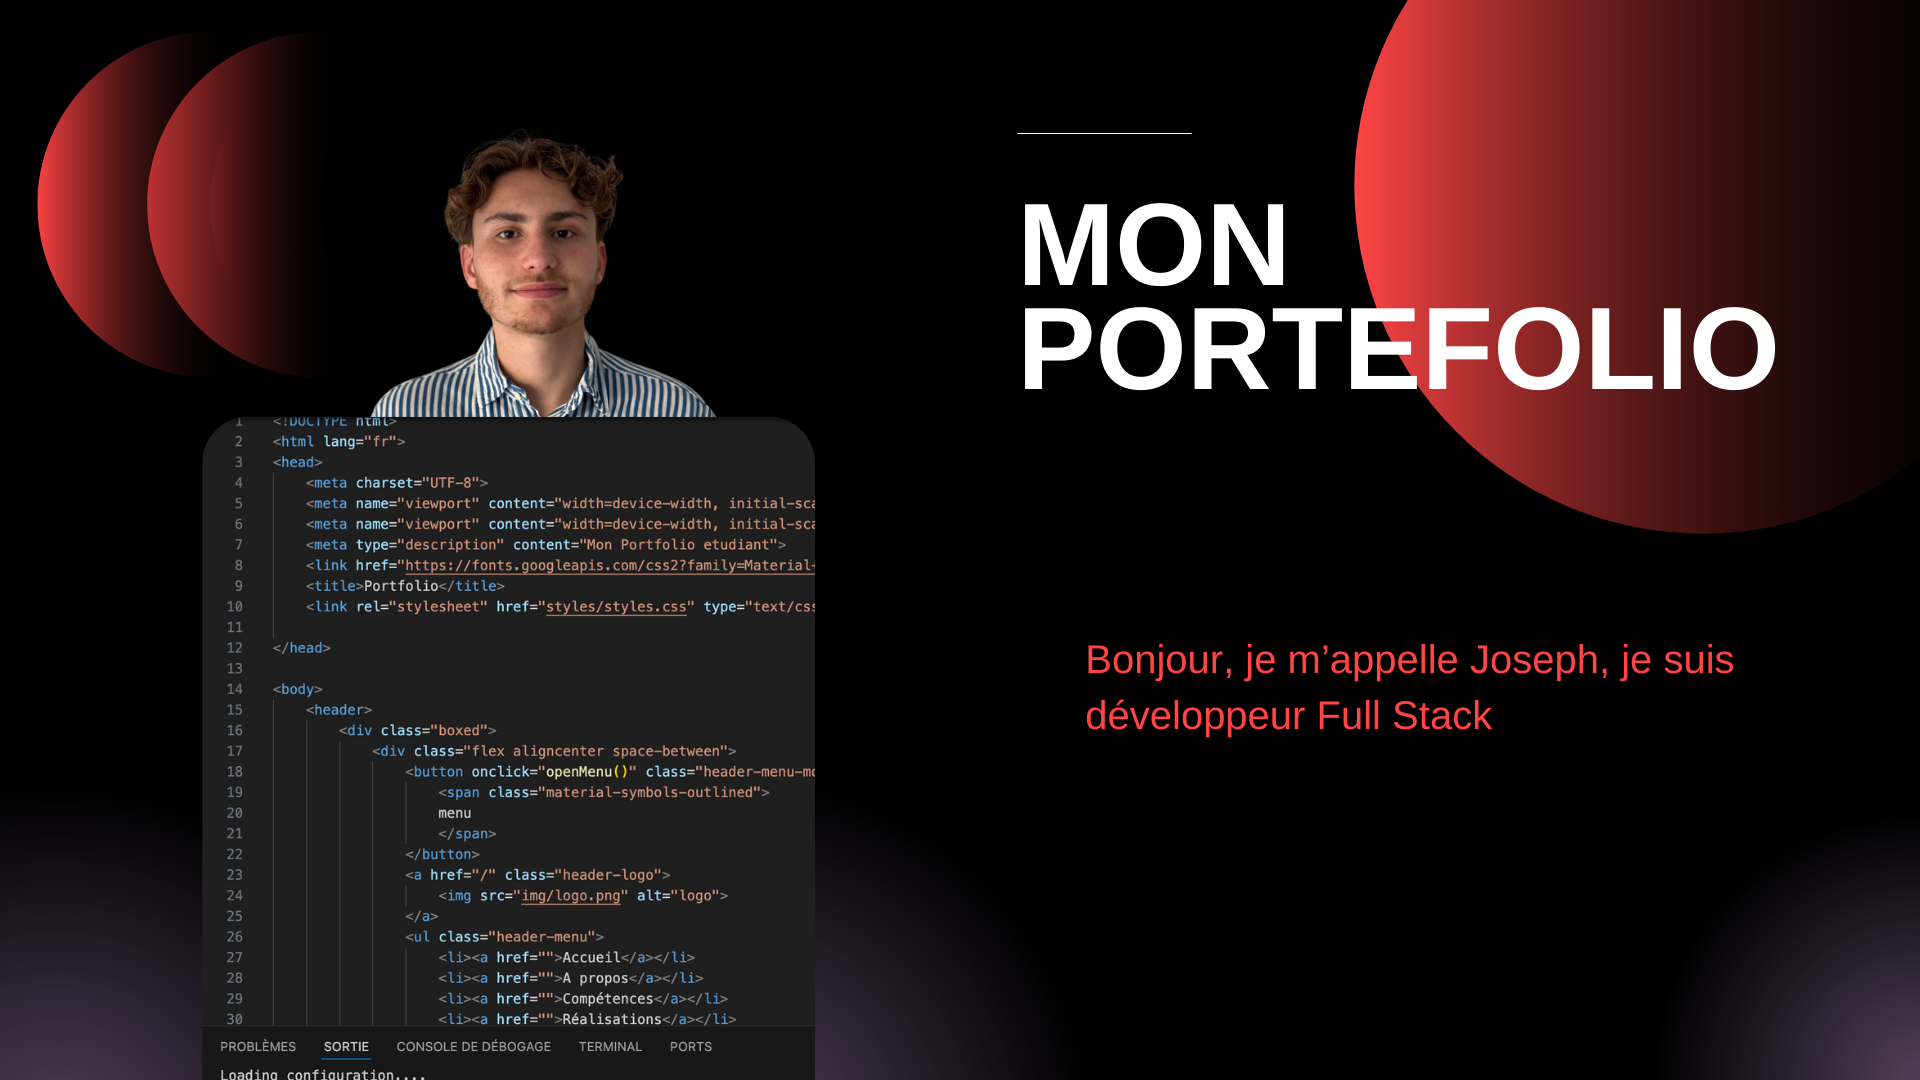 MON
PORTEFOLIO
Bonjour, je m’appelle Joseph, je suis
développeur Full Stack
1 <!DOCTYPE html>
2 <html lang="fr">
3 <head>
4 <meta charset="UTF-8">
5 <meta name="viewport" content="width=device-width, initial-sca
6 <meta name="viewport" content="width=device-width, initial-sca
7 <meta type="description" content="Mon Portfolio etudiant">
8 <link href="https://fonts.googleapis.com/css2?family=Material+
9 <title>Portfolio</title>
10 <link rel="stylesheet" href="styles/styles.css" type="text/css
11
12 </head>
13
14 <body>
15 <header>
16 <div class="boxed">
17 <div class="flex aligncenter space-between">
18 <button onclick="openMenu()" class="header-menu-mo
19 <span class="material-symbols-outlined">
20 menu
21 </span>
22 </button>
23 <a href="/" class="header-logo">
24 <img src="img/logo.png" alt="logo">
25 </a>
26 <ul class="header-menu">
27 <li><a href="">Accueil</a></li>
28 <li><a href="">A propos</a></li>
29 <li><a href="">Compétences</a></li>
30 <li><a href="">Réalisations</a></li>
PROBLÈMES SORTIE CONSOLE DE DÉBOGAGE TERMINAL PORTS
Loading configuration....